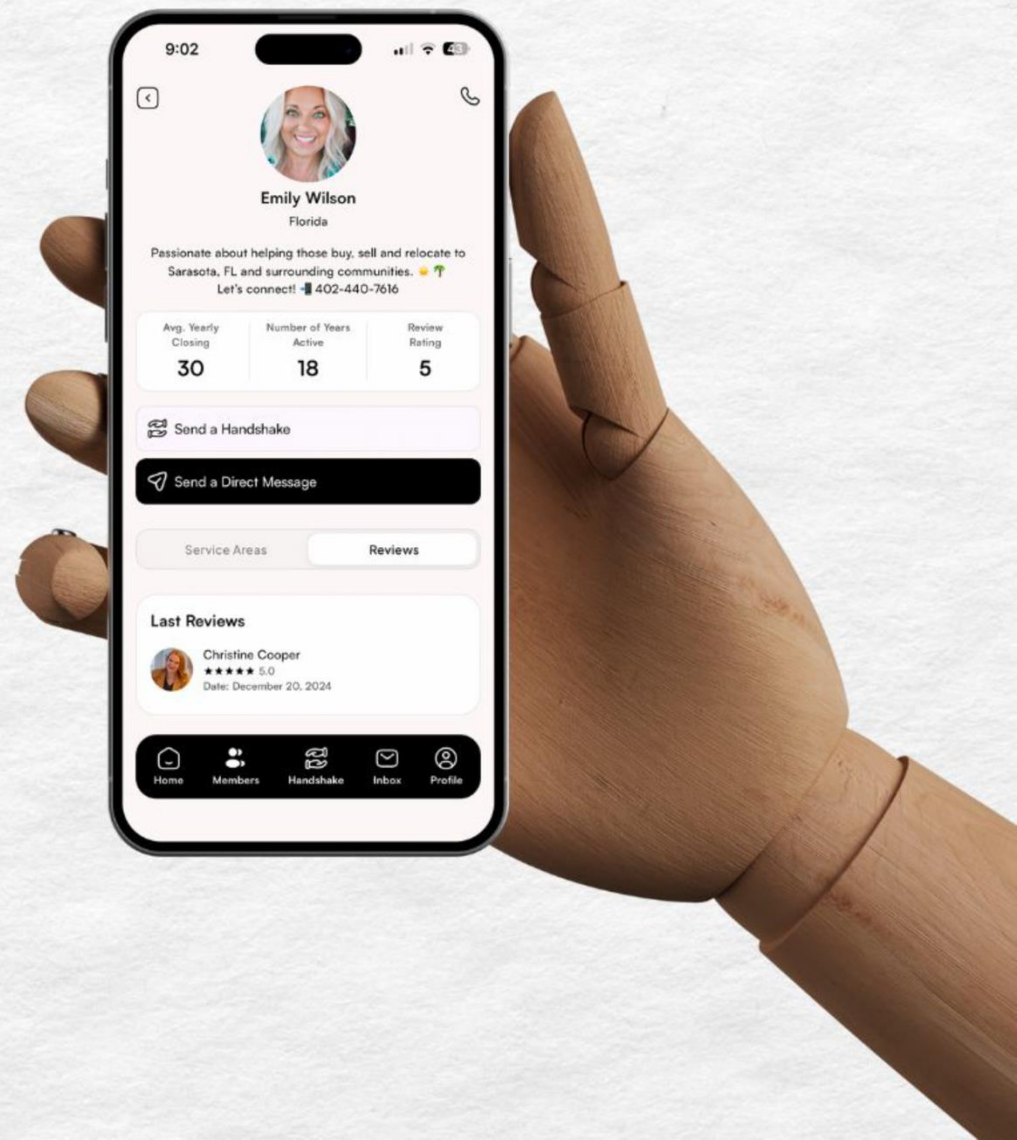 9:02
43
Emily Wilson
Florida
Passionate about helping those buy, sell and relocate to
Sarasota, FL and surrounding communities. ☀️ 🌴
Let's connect! 📲 402-440-7616
Avg. Yearly Closing
30
Number of Years Active
18
Review Rating
5
Send a Handshake
Send a Direct Message
Service Areas
Reviews
Last Reviews
Christine Cooper
★★★★★ 5.0
Date: December 20, 2024
Home
Members
Handshake
Inbox
Profile